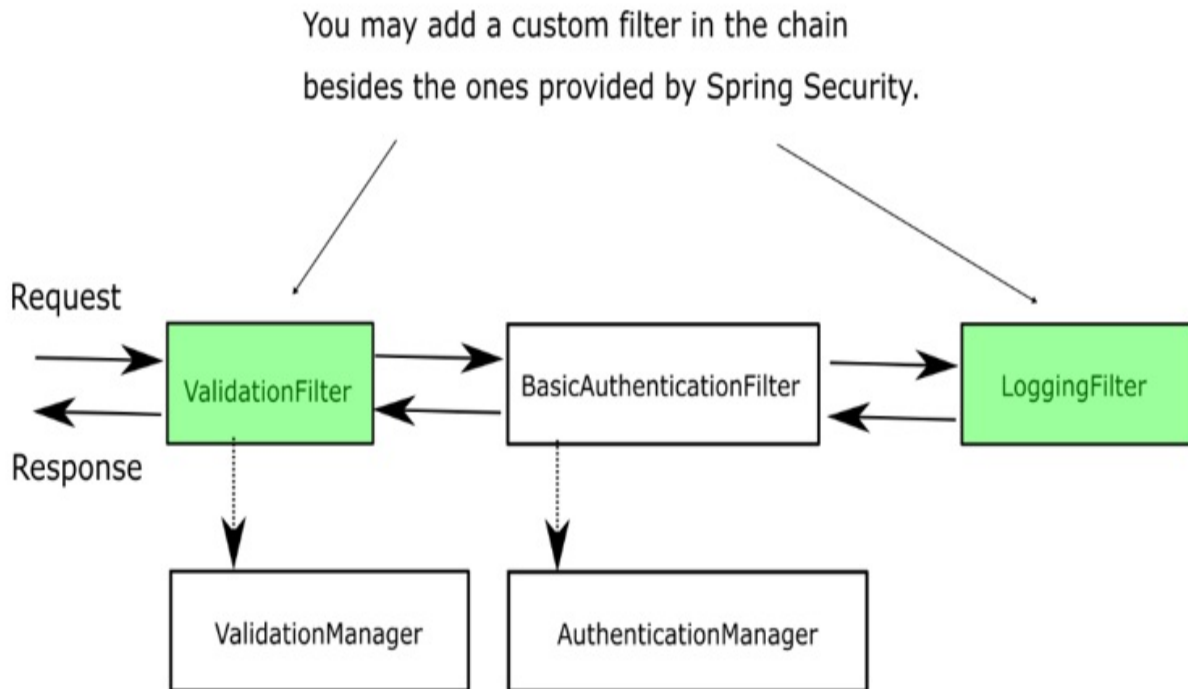 You may add a custom filter in the chain
besides the ones provided by Spring Security.
Request
ValidationFilter
BasicAuthenticationFilter
LoggingFilter
Response
ValidationManager
AuthenticationManager